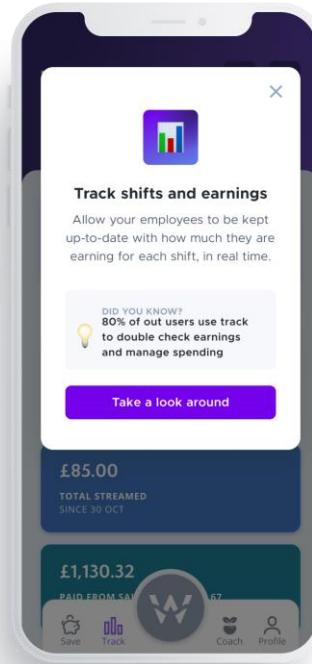 Track shifts and earnings
Allow your employees to be kept
up-to-date with how much they are
earning for each shift, in real time.
DID YOU KNOW?
80% of out users use track
to double check earnings
and manage spending
Take a look around
£85.00
TOTAL STREAMED
SINCE 30 OCT
£1,130.32
PAID FROM 67
W
Save Track Coach Profile